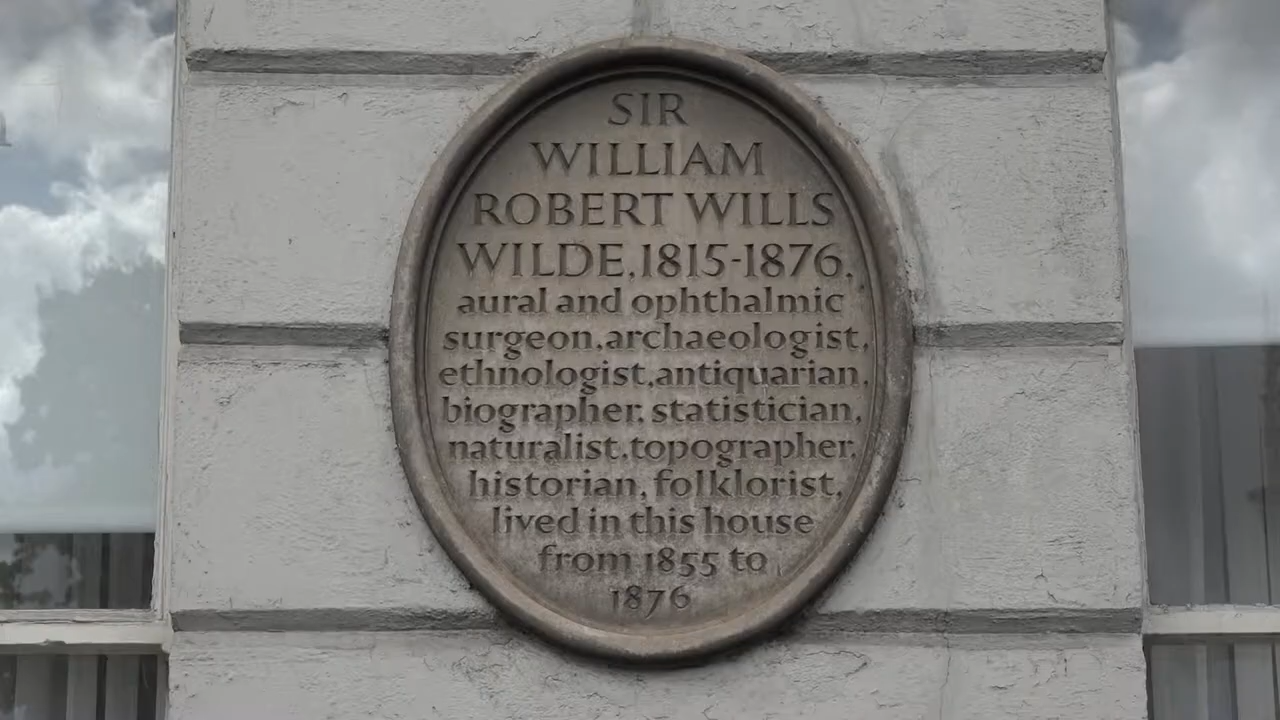 SIR
WILLIAM
ROBERT WILLS
WILDE, 1815-1876,
aural and ophthalmic
surgeon, archaeologist,
ethnologist, antiquarian,
biographer, statistician,
naturalist, topographer,
historian, folklorist,
lived in this house
from 1855 to
1876